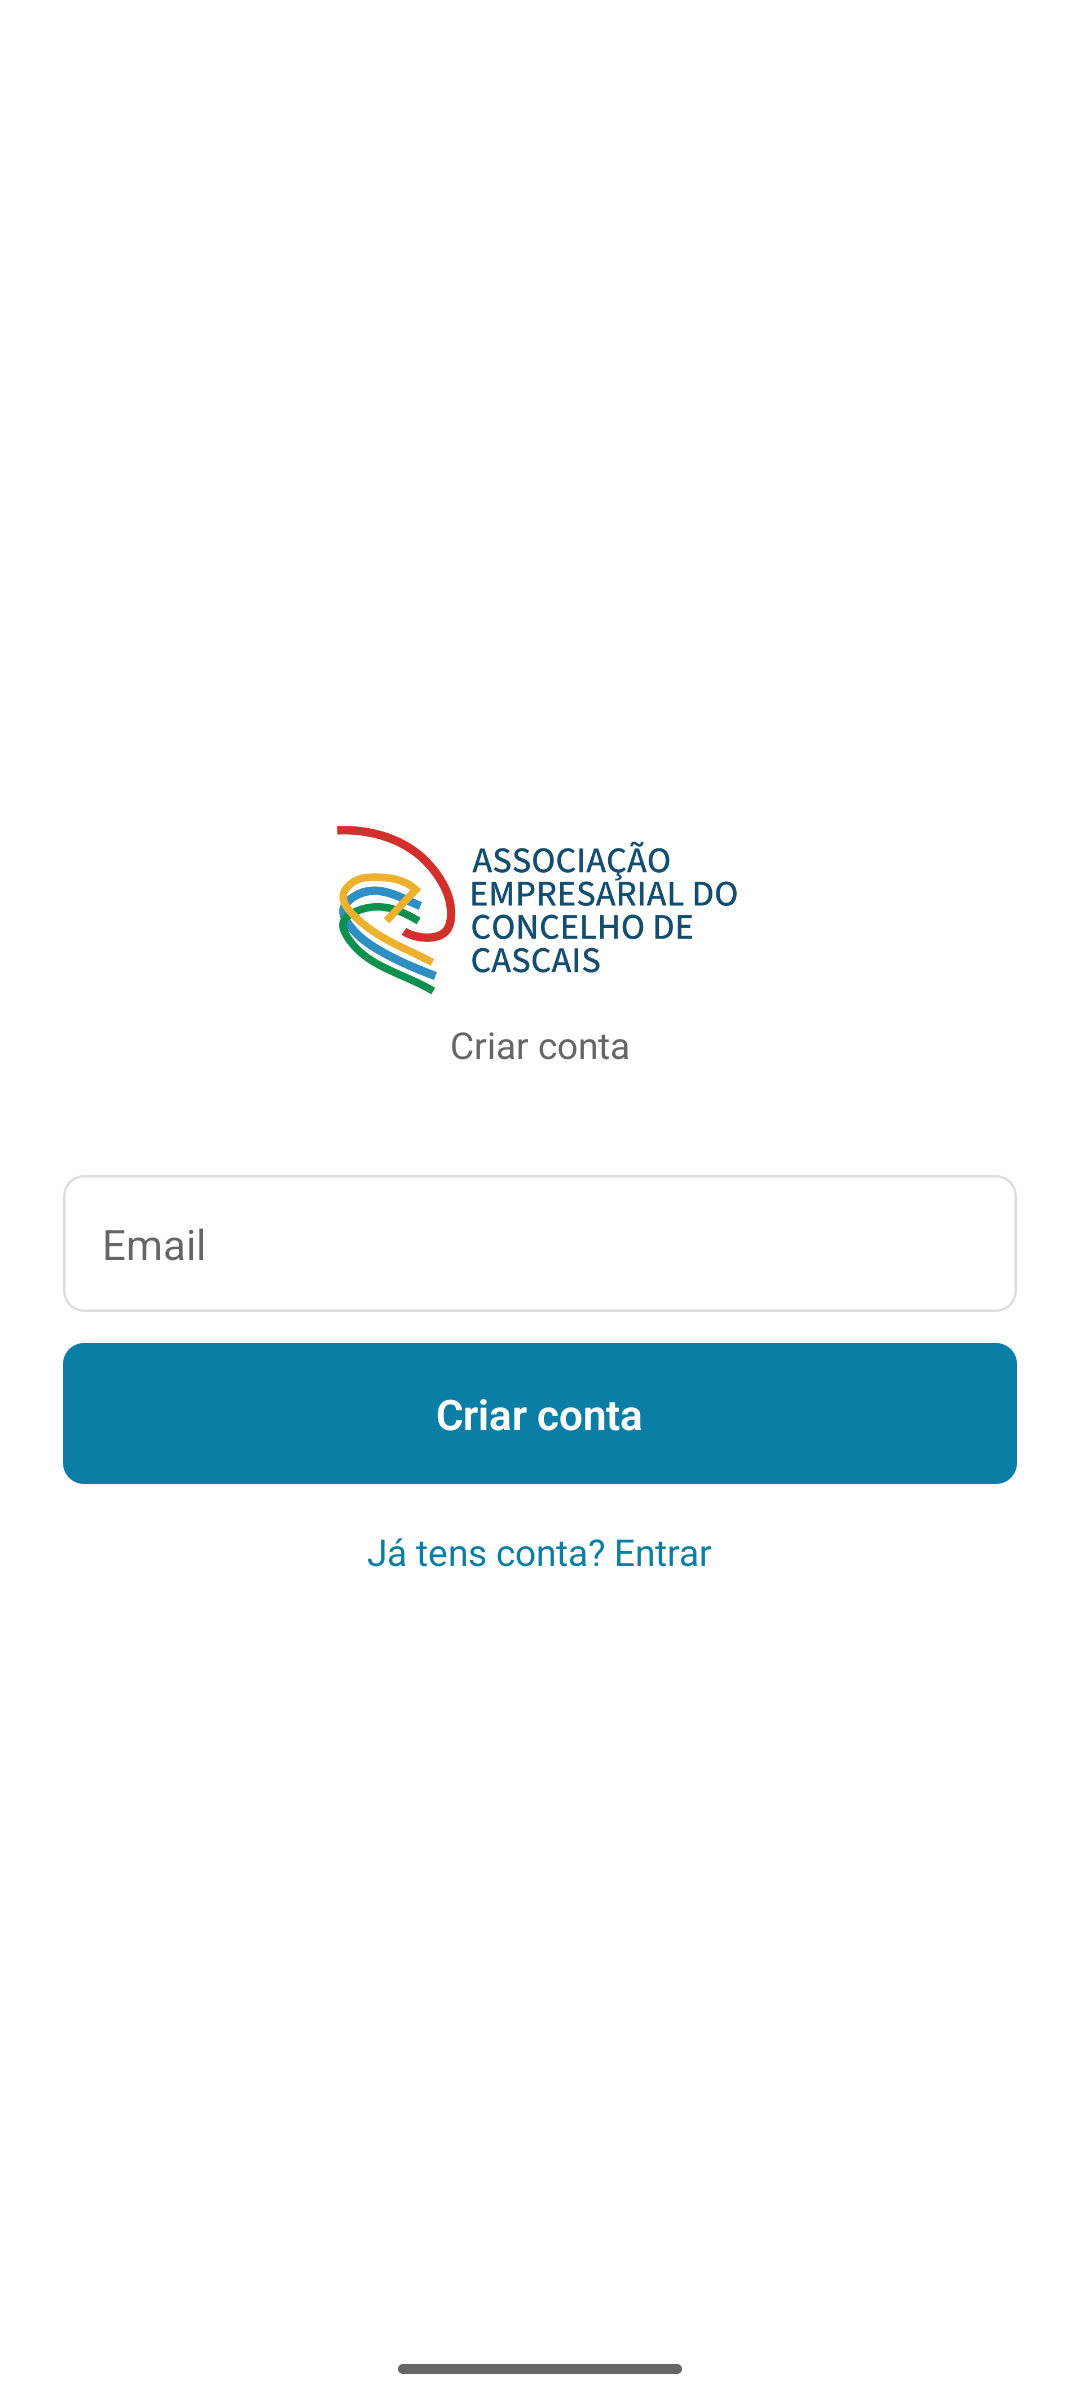 ASSOCIAÇÃO
EMPRESARIAL DO
CONCELHO DE
CASCAIS
Criar conta
Email
Criar conta
Já tens conta? Entrar